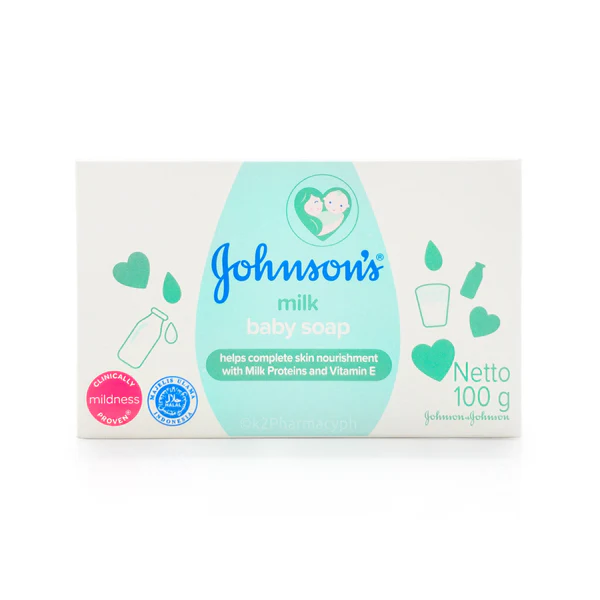 Johnson's®
milk
baby soap
helps complete skin nourishment
with Milk Proteins and Vitamin E
CLINICALLY
mildness
PROVEN®
MAJELIS ULAMA
HALAL
INDONESIA
Netto
100 g
Johnson & Johnson
©k2Pharmacyph